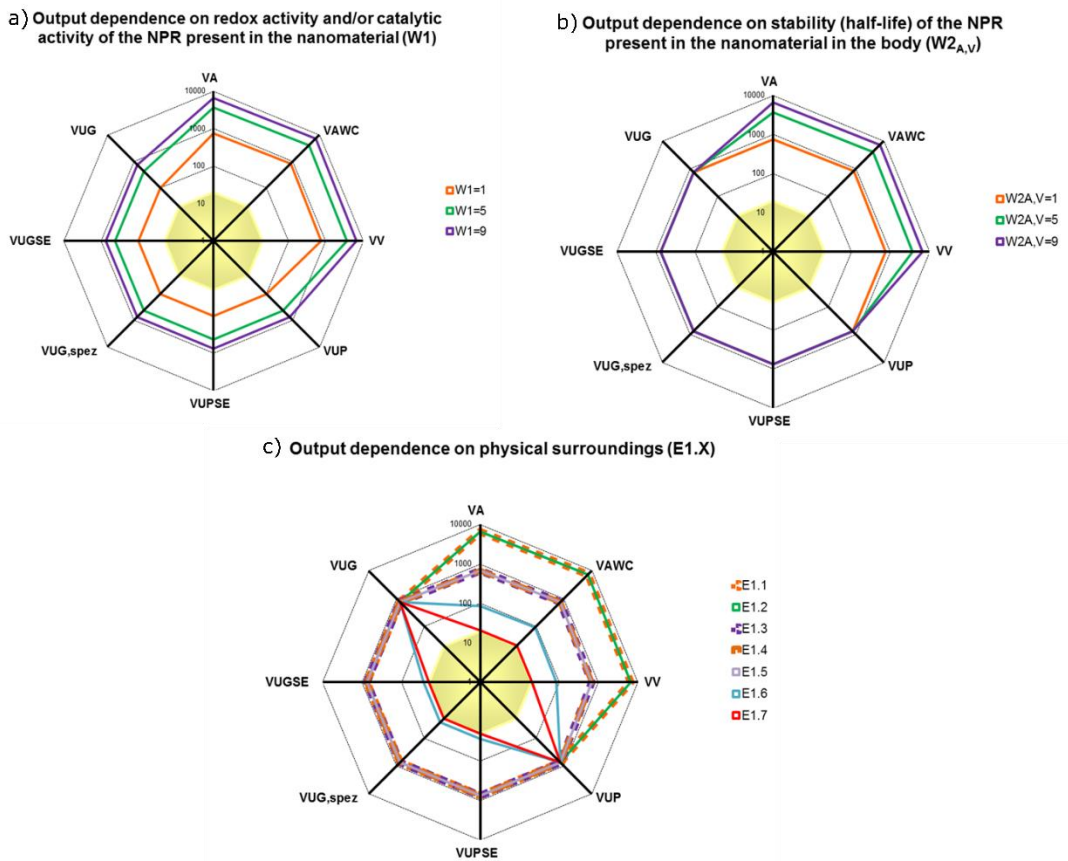 a) Output dependence on redox activity and/or catalytic
activity of the NPR present in the nanomaterial (W1)
VA
10000
1000
100
10
1
VAWC
VV
VUP
VUPSE
VUG,spez
VUGSE
VUG
W1=1
W1=5
W1=9
b) Output dependence on stability (half-life) of the NPR
present in the nanomaterial in the body (W2A,V)
VA
10000
1000
100
10
1
VAWC
VV
VUP
VUPSE
VUG,spez
VUGSE
VUG
W2A,V=1
W2A,V=5
W2A,V=9
c) Output dependence on physical surroundings (E1.X)
VA
10000
1000
100
10
1
VAWC
VV
VUP
VUPSE
VUG,spez
VUGSE
VUG
E1.1
E1.2
E1.3
E1.4
E1.5
E1.6
E1.7